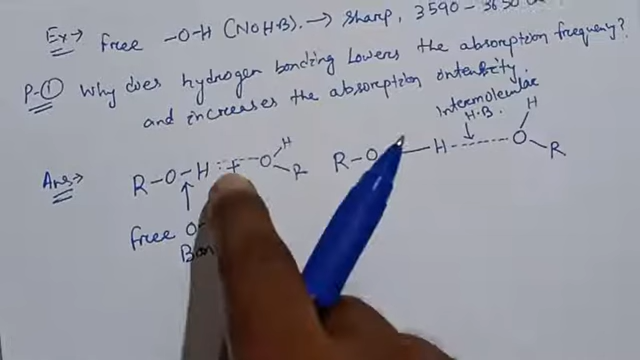 Ex→ Free -O-H (NO H·B). → Sharp, 3590 - 3650
P-① Why does hydrogen bonding lowers the absorption frequency?
and increases the absorption intensity.
Intermolecular
H.B.
Ans→ R-O-H + O H R R-O H O H R
free O